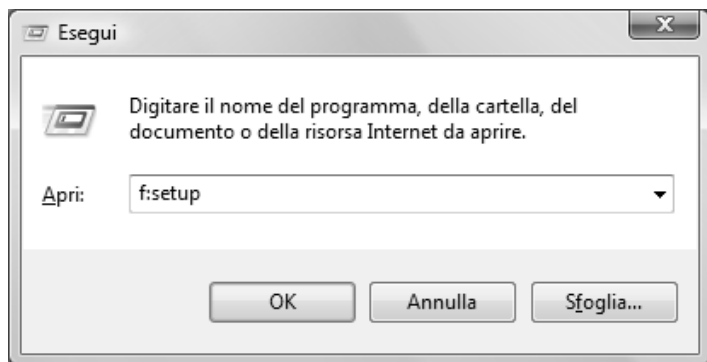 Esegui
Digitare il nome del programma, della cartella, del
documento o della risorsa Internet da aprire.
Apri: f:setup
OK Annulla Sfoglia...